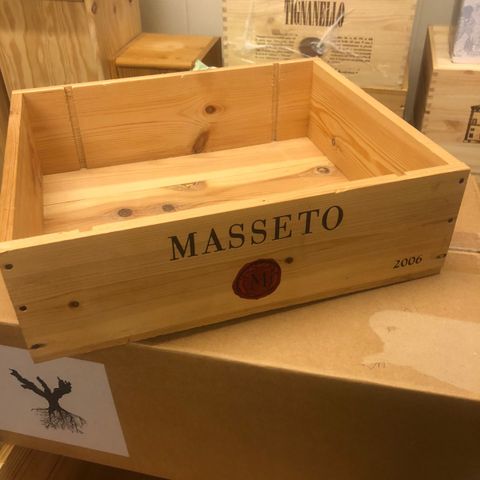 TIGNANELLO
MASSETO
M
2006